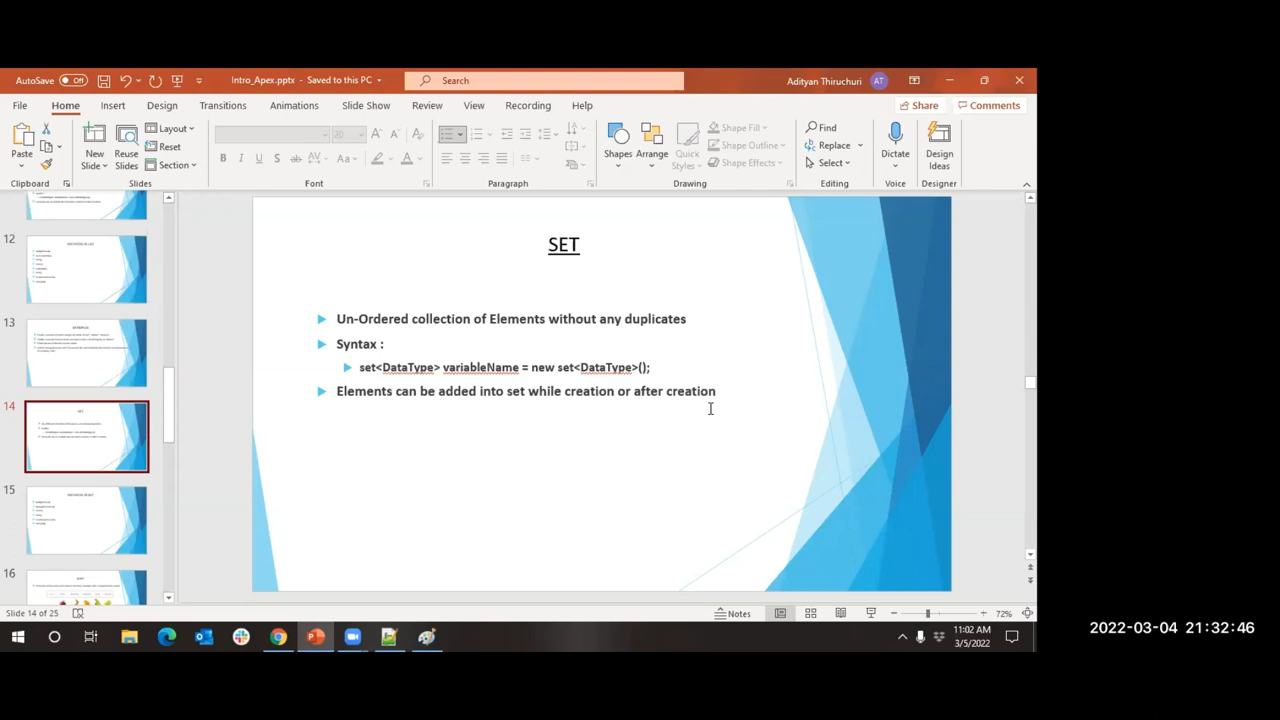 AutoSave Off Intro_Apex.pptx - Saved to this PC Search Adityan Thiruchuri AT
File Home Insert Design Transitions Animations Slide Show Review View Recording Help Share Comments
Paste New Slide Reuse Slides Layout Reset Section
20
B I U S ab AV Aa A
Shapes Arrange Quick Styles Shape Fill Shape Outline Shape Effects
Find Replace Select Dictate Design Ideas
Clipboard Slides Font Paragraph Drawing Editing Voice Designer
12
13
14
15
16
SET
Un-Ordered collection of Elements without any duplicates
Syntax :
set<DataType> variableName = new set<DataType>();
Elements can be added into set while creation or after creation
Slide 14 of 25 Notes 72%
11:02 AM
3/5/2022
2022-03-04 21:32:46